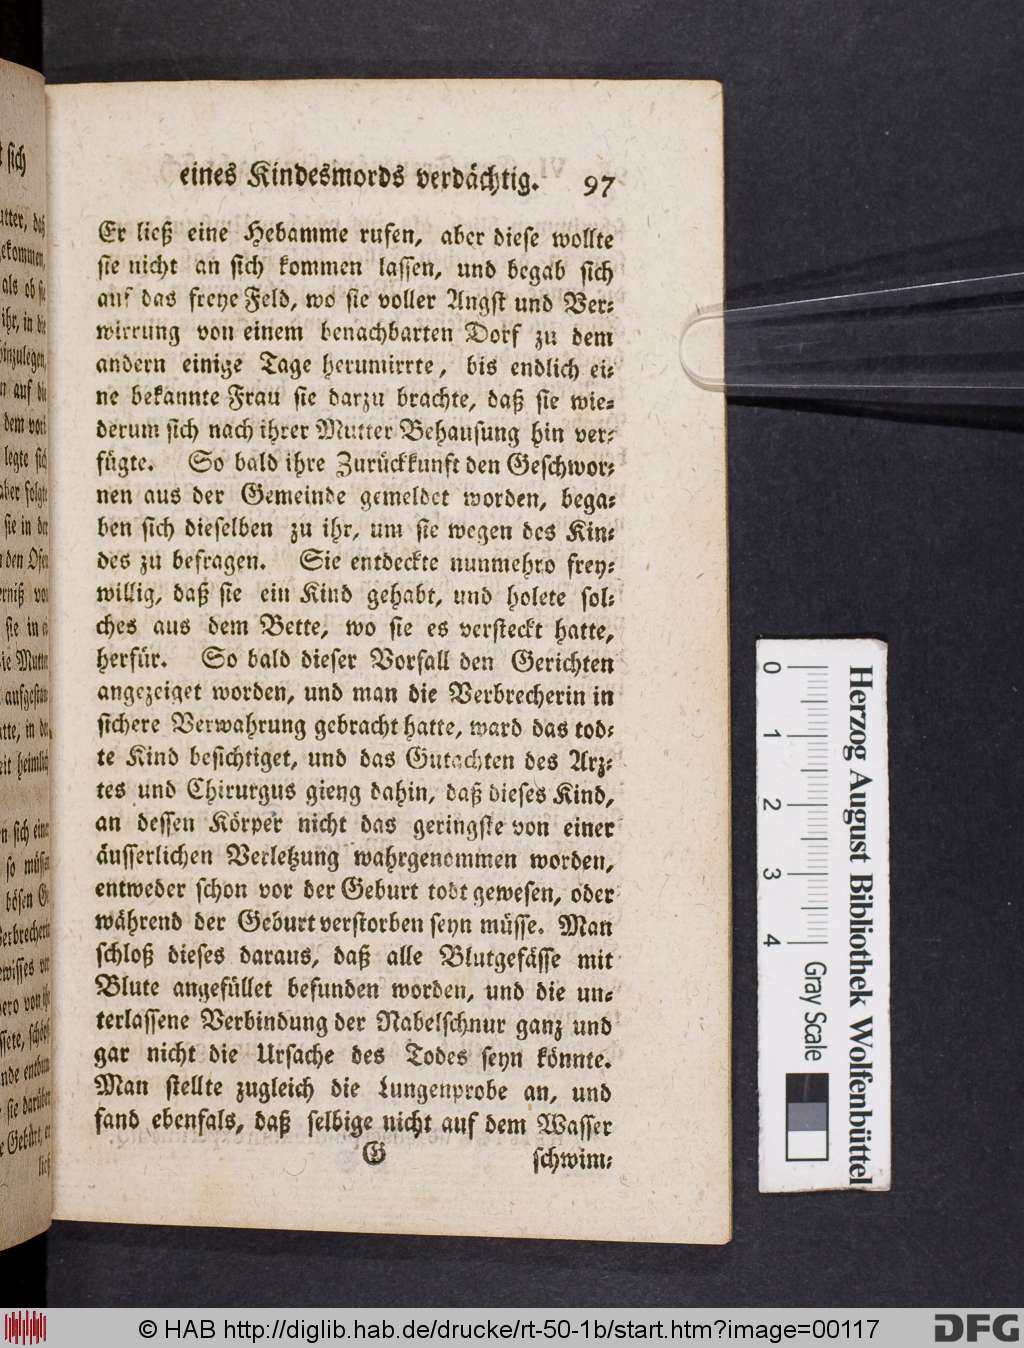 eines Kindesmords verdächtig. 97
Er ließ eine Hebamme rufen, aber diese wollte
sie nicht an sich kommen lassen, und begab sich
auf das freye Feld, wo sie voller Angst und Ver-
wirrung von einem benachbarten Dorf zu dem
andern einige Tage herumirrte, bis endlich ei-
ne bekannte Frau sie darzu brachte, daß sie wie-
derum sich nach ihrer Mutter Behausung hin ver-
fügte. So bald ihre Zurückkunft den Geschwor-
nen aus der Gemeinde gemeldet worden, bega-
ben sich dieselben zu ihr, um sie wegen des Kin-
des zu befragen. Sie entdeckte nunmehro frey-
willig, daß sie ein Kind gehabt, und holete sol-
ches aus dem Bette, wo sie es versteckt hatte,
herfür. So bald dieser Vorfall den Gerichten
angezeiget worden, und man die Verbrecherin in
sichere Verwahrung gebracht hatte, ward das tod-
te Kind besichtiget, und das Gutachten des Arz-
tes und Chirurgus gieng dahin, daß dieses Kind,
an dessen Körper nicht das geringste von einer
äusserlichen Verletzung wahrgenommen worden,
entweder schon vor der Geburt todt gewesen, oder
während der Geburt verstorben seyn müsse. Man
schloß dieses daraus, daß alle Blutgefässe mit
Blute angefüllet befunden worden, und die un-
terlassene Verbindung der Nabelschnur ganz und
gar nicht die Ursache des Todes seyn könnte.
Man stellte zugleich die Lungenprobe an, und
fand ebenfals, daß selbige nicht auf dem Wasser
G schwim-
0 1 2 3 4
Gray Scale
Herzog August Bibliothek Wolfenbüttel
© HAB http://diglib.hab.de/drucke/rt-50-1b/start.htm?image=00117
DFG